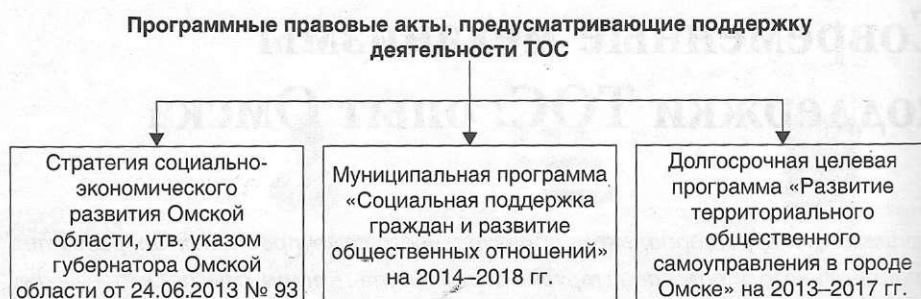 Программные правовые акты, предусматривающие поддержку
деятельности ТОС
Стратегия социально-
экономического
развития Омской
области, утв. указом
губернатора Омской
области от 24.06.2013 № 93
Муниципальная программа
«Социальная поддержка
граждан и развитие
общественных отношений»
на 2014–2018 гг.
Долгосрочная целевая
программа «Развитие
территориального
общественного
самоуправления в городе
Омске» на 2013–2017 гг.